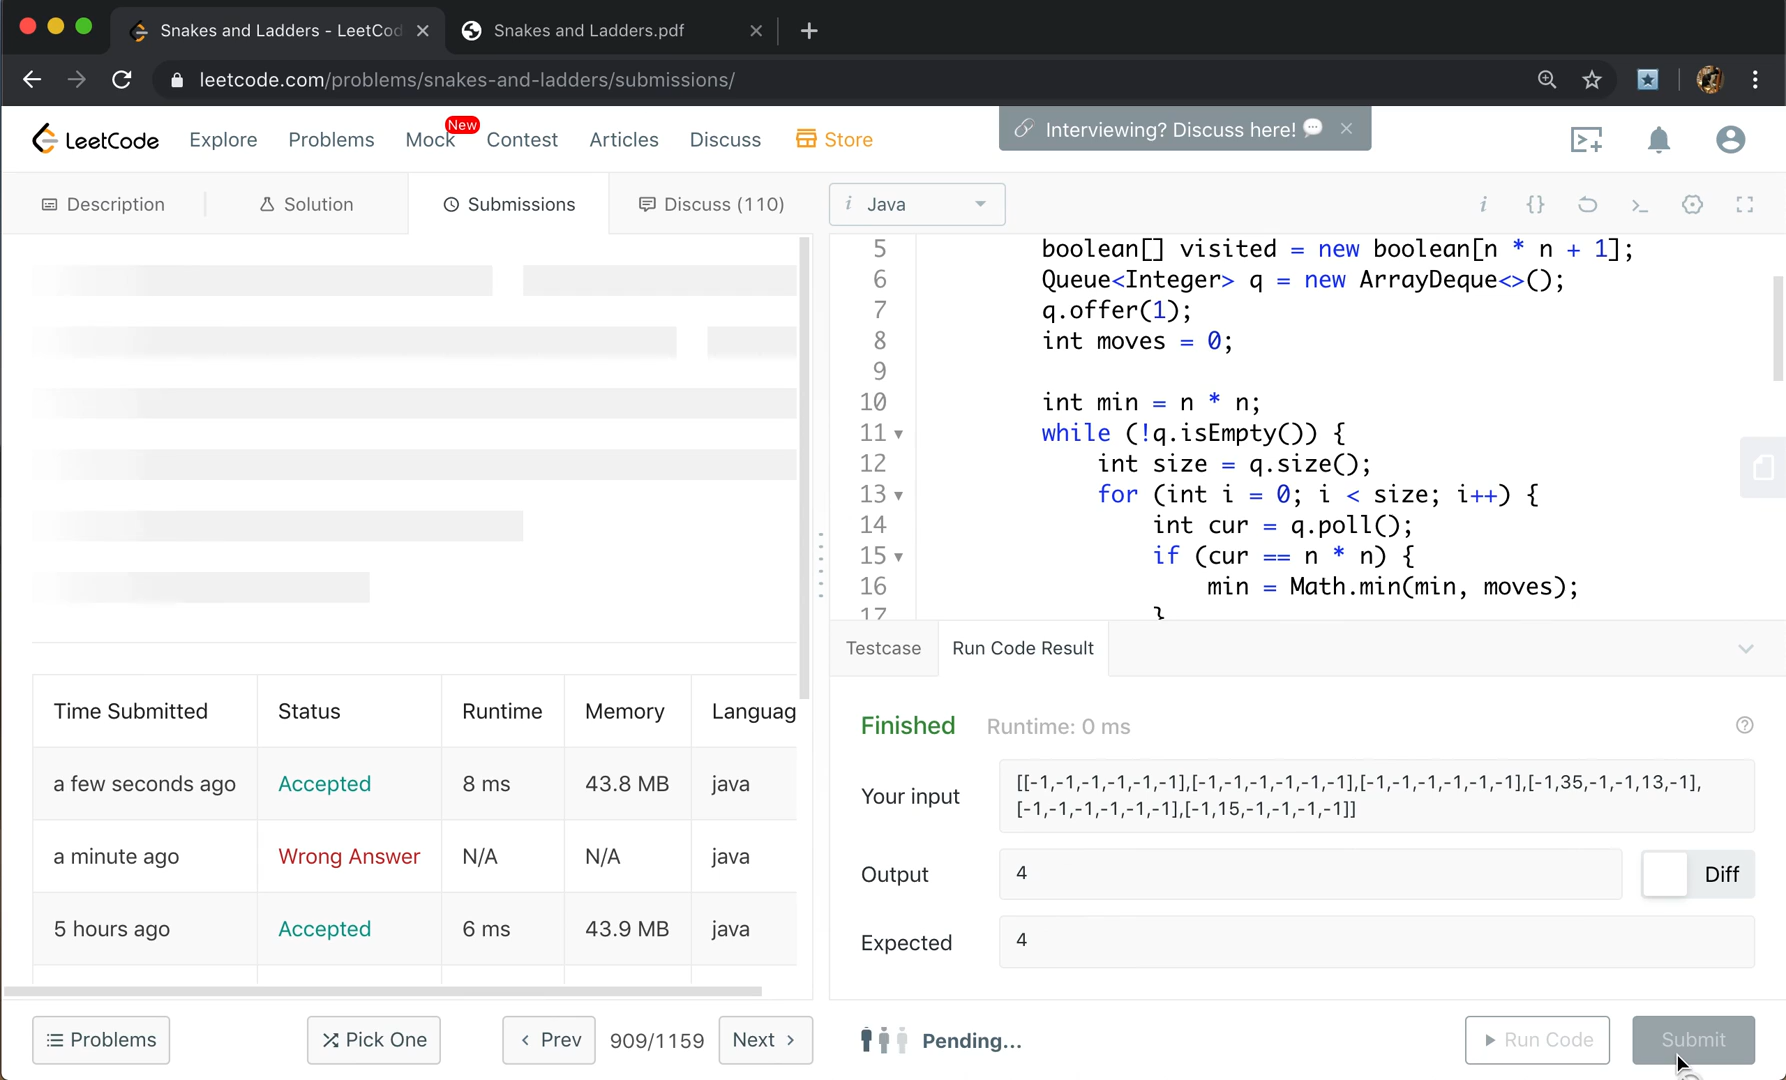 Snakes and Ladders - LeetCod
Snakes and Ladders.pdf
leetcode.com/problems/snakes-and-ladders/submissions/
LeetCode
Explore
Problems
Mock
New
Contest
Articles
Discuss
Store
Interviewing? Discuss here!
Description
Solution
Submissions
Discuss (110)
i Java
5 boolean[] visited = new boolean[n * n + 1];
6 Queue<Integer> q = new ArrayDeque<>();
7 q.offer(1);
8 int moves = 0;
9
10 int min = n * n;
11 while (!q.isEmpty()) {
12 int size = q.size();
13 for (int i = 0; i < size; i++) {
14 int cur = q.poll();
15 if (cur == n * n) {
16 min = Math.min(min, moves);
17 }
Testcase
Run Code Result
Finished
Runtime: 0 ms
Your input
[[-1,-1,-1,-1,-1,-1],[-1,-1,-1,-1,-1,-1],[-1,-1,-1,-1,-1,-1],[-1,35,-1,-1,13,-1],
[-1,-1,-1,-1,-1,-1],[-1,15,-1,-1,-1,-1]]
Output
4
Diff
Expected
4
Time Submitted Status Runtime Memory Languag
a few seconds ago Accepted 8 ms 43.8 MB java
a minute ago Wrong Answer N/A N/A java
5 hours ago Accepted 6 ms 43.9 MB java
Problems
Pick One
Prev
909/1159
Next
Pending...
Run Code
Submit